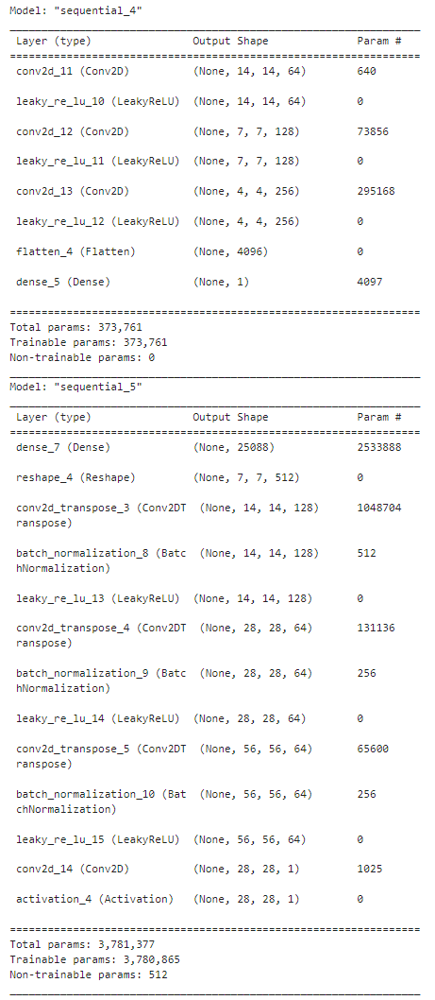 Model: "sequential_4"
Layer (type) Output Shape Param #
conv2d_11 (Conv2D) (None, 14, 14, 64) 640
leaky_re_lu_10 (LeakyReLU) (None, 14, 14, 64) 0
conv2d_12 (Conv2D) (None, 7, 7, 128) 73856
leaky_re_lu_11 (LeakyReLU) (None, 7, 7, 128) 0
conv2d_13 (Conv2D) (None, 4, 4, 256) 295168
leaky_re_lu_12 (LeakyReLU) (None, 4, 4, 256) 0
flatten_4 (Flatten) (None, 4096) 0
dense_5 (Dense) (None, 1) 4097
Total params: 373,761
Trainable params: 373,761
Non-trainable params: 0
Model: "sequential_5"
Layer (type) Output Shape Param #
dense_7 (Dense) (None, 25088) 2533888
reshape_4 (Reshape) (None, 7, 7, 512) 0
conv2d_transpose_3 (Conv2DT (None, 14, 14, 128) 1048704
ranspose)
batch_normalization_8 (Batc (None, 14, 14, 128) 512
hNormalization)
leaky_re_lu_13 (LeakyReLU) (None, 14, 14, 128) 0
conv2d_transpose_4 (Conv2DT (None, 28, 28, 64) 131136
ranspose)
batch_normalization_9 (Batc (None, 28, 28, 64) 256
hNormalization)
leaky_re_lu_14 (LeakyReLU) (None, 28, 28, 64) 0
conv2d_transpose_5 (Conv2DT (None, 56, 56, 64) 65600
ranspose)
batch_normalization_10 (Bat (None, 56, 56, 64) 256
chNormalization)
leaky_re_lu_15 (LeakyReLU) (None, 56, 56, 64) 0
conv2d_14 (Conv2D) (None, 28, 28, 1) 1025
activation_4 (Activation) (None, 28, 28, 1) 0
Total params: 3,781,377
Trainable params: 3,780,865
Non-trainable params: 512